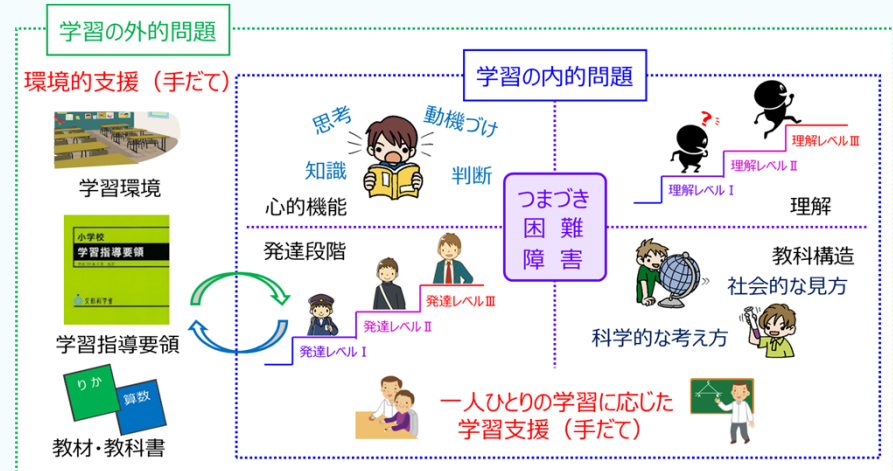 学習の外的問題
環境的支援（手だて）
学習環境
小学校
学習指導要領
文部科学省
学習指導要領
りか
算数
教材・教科書
学習の内的問題
思考
動機づけ
知識
判断
心的機能
つまづき
困 難
障 害
?
理解レベルⅠ
理解レベルⅡ
理解レベルⅢ
理解
発達段階
発達レベルⅠ
発達レベルⅡ
発達レベルⅢ
教科構造
社会的な見方
科学的な考え方
一人ひとりの学習に応じた
学習支援（手だて）